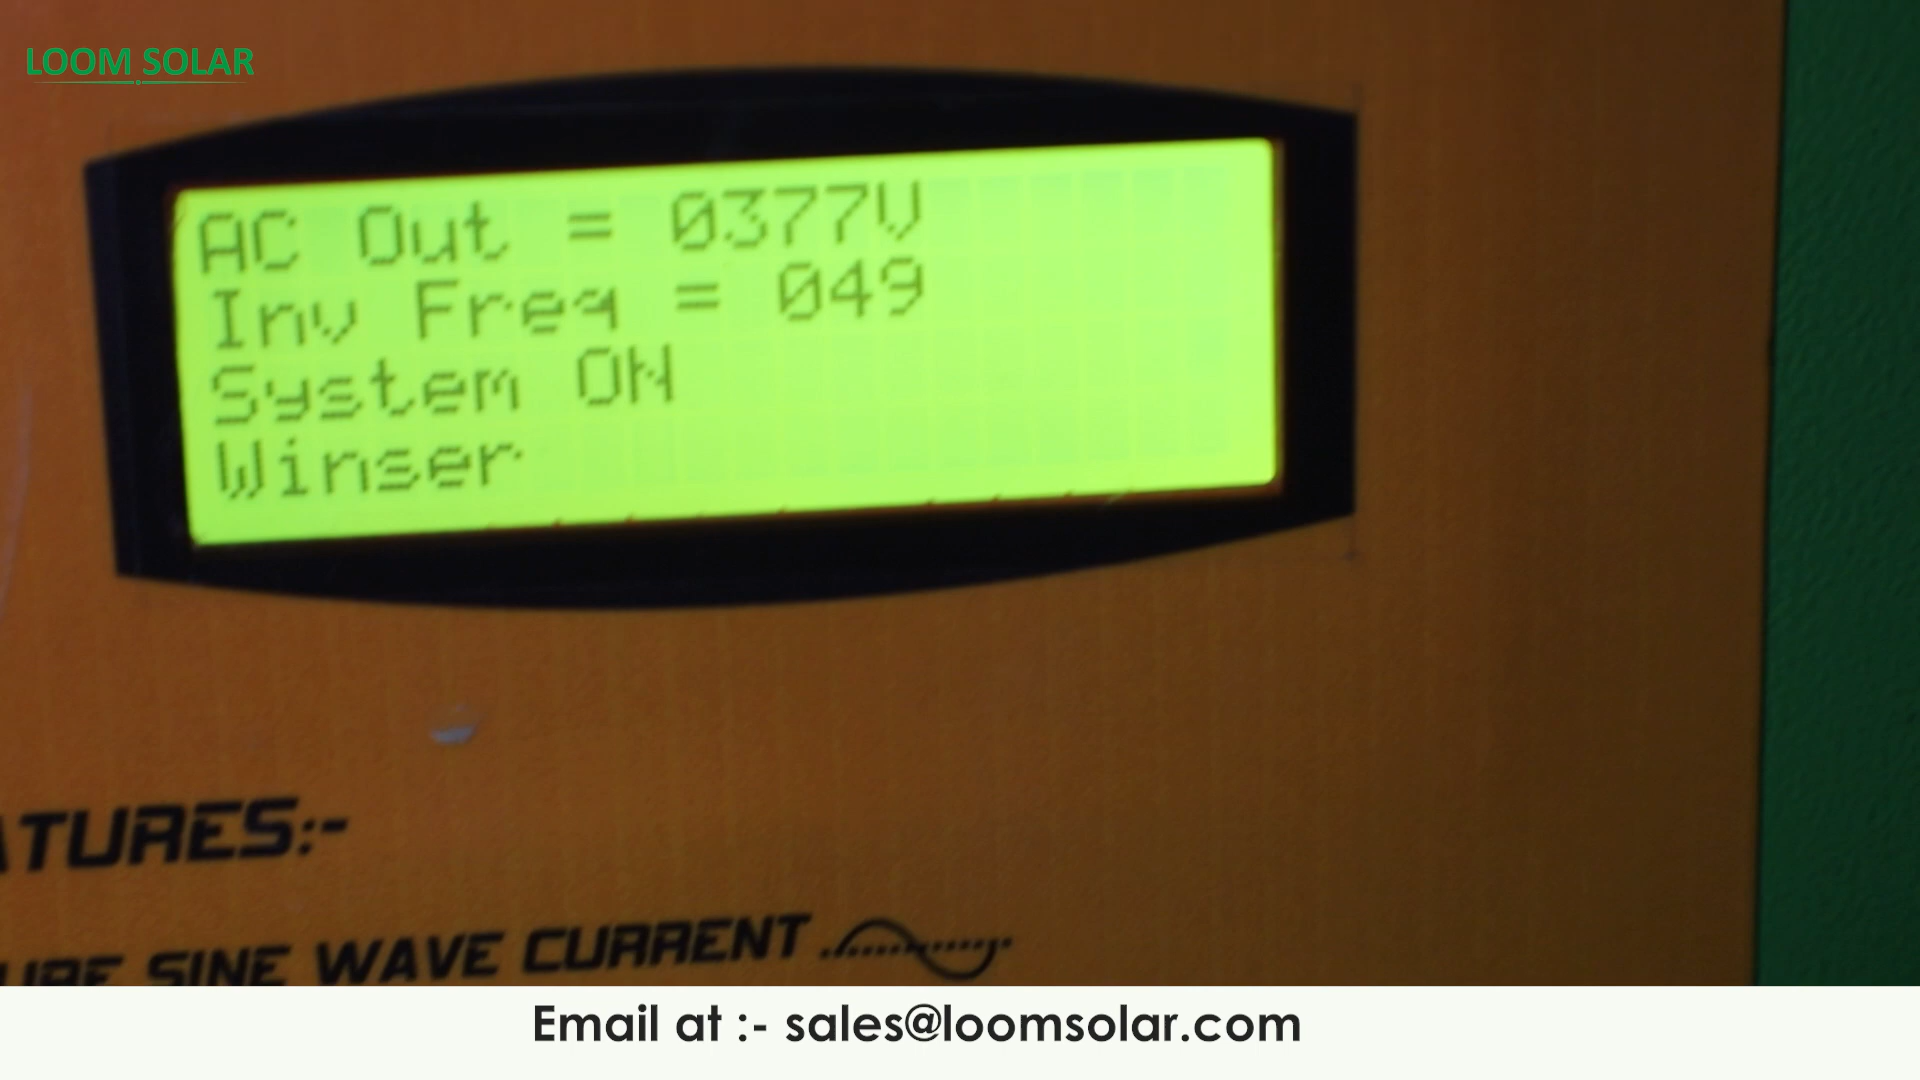 LOOM SOLAR
AC Out = 0377V
Inv Freq = 049
System ON
Winser
ATURES:-
URE SINE WAVE CURRENT
Email at :- sales@loomsolar.com